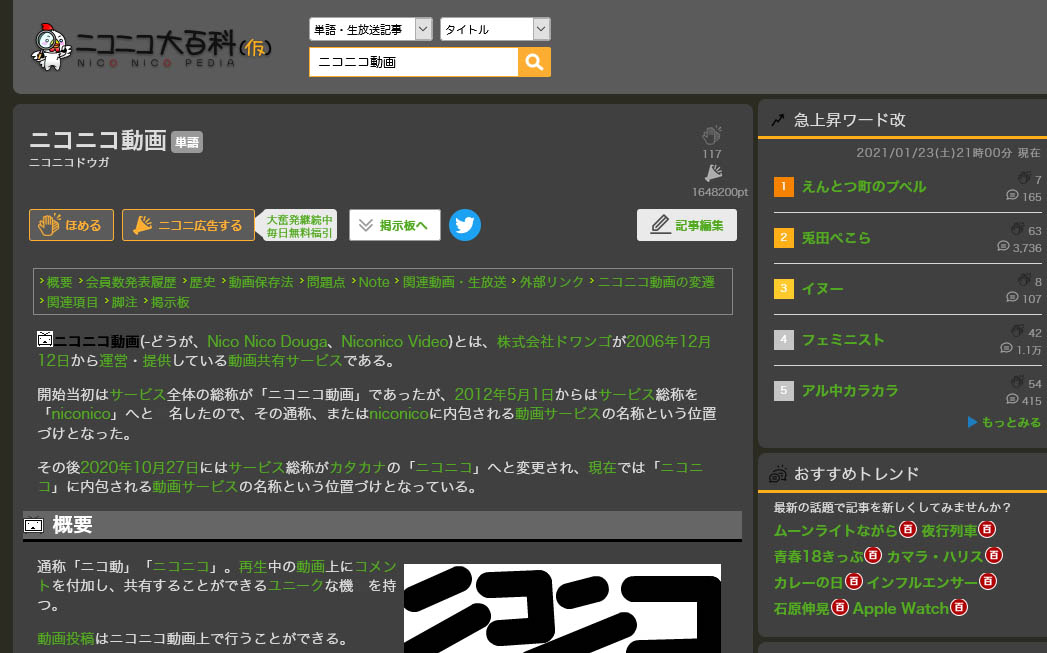 ニコニコ大百科(仮)
NICO NICO PEDIA
単語・生放送記事
タイトル
ニコニコ動画
ニコニコ動画 単語
ニコニコドウガ
117
1648200pt
ほめる
ニコニ広告する
大奮発継続中
毎日無料福引
掲示板へ
記事編集
›概要 ›会員数発表履歴 ›歴史 ›動画保存法 ›問題点 ›Note ›関連動画・生放送 ›外部リンク ›ニコニコ動画の変遷
›関連項目 ›脚注 ›掲示板
ニコニコ動画(-どうが、Nico Nico Douga、Niconico Video)とは、株式会社ドワンゴが2006年12月
12日から運営・提供している動画共有サービスである。
開始当初はサービス全体の総称が「ニコニコ動画」であったが、2012年5月1日からはサービス総称を
「niconico」へと 名したので、その通称、またはniconicoに内包される動画サービスの名称という位置
づけとなった。
その後2020年10月27日にはサービス総称がカタカナの「ニコニコ」へと変更され、現在では「ニコニ
コ」に内包される動画サービスの名称という位置づけとなっている。
概要
通称「ニコ動」「ニコニコ」。再生中の動画上にコメン
トを付加し、共有することができるユニークな機 を持
つ。
動画投稿はニコニコ動画上で行うことができる。
ニコニコ
急上昇ワード改
2021/01/23(土)21時00分 現在
1 えんとつ町のプペル
7
165
2 兎田ぺこら
63
3,736
3 イヌー
8
107
4 フェミニスト
42
1.1万
5 アル中カラカラ
54
415
もっとみる
おすすめトレンド
最新の話題で記事を新しくしてみませんか?
ムーンライトながら百 夜行列車百
青春18きっぷ百 カマラ・ハリス百
カレーの日百 インフルエンサー百
石原伸晃百 Apple Watch百